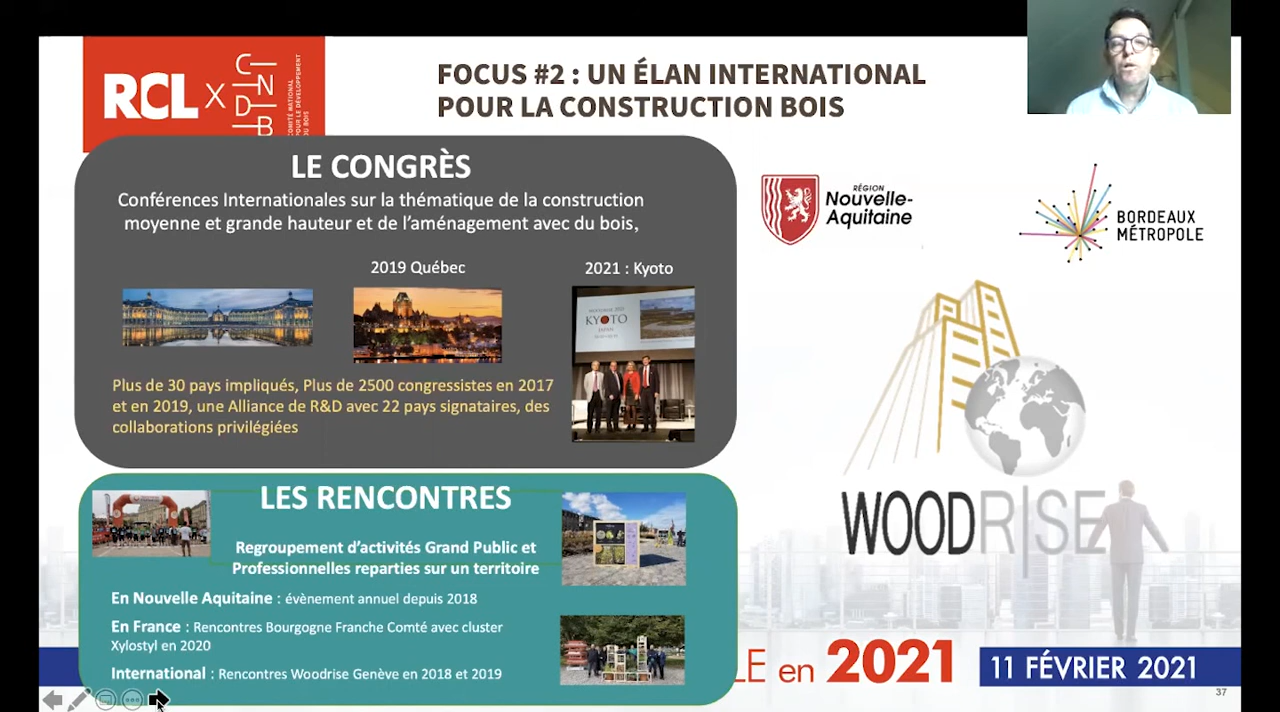 RCL X
CNDB
COMITÉ NATIONAL
POUR LE DÉVELOPPEMENT
DU BOIS
FOCUS #2 : UN ÉLAN INTERNATIONAL
POUR LA CONSTRUCTION BOIS
LE CONGRÈS
Conférences Internationales sur la thématique de la construction
moyenne et grande hauteur et de l'aménagement avec du bois,
2019 Québec
2021 : Kyoto
KYOTO
JAPAN
Plus de 30 pays impliqués, Plus de 2500 congressistes en 2017
et en 2019, une Alliance de R&D avec 22 pays signataires, des
collaborations privilégiées
RÉGION
Nouvelle-
Aquitaine
BORDEAUX
MÉTROPOLE
WOODRISE
LES RENCONTRES
Regroupement d'activités Grand Public et
Professionnelles reparties sur un territoire
En Nouvelle Aquitaine : évènement annuel depuis 2018
En France : Rencontres Bourgogne Franche Comté avec cluster
Xylostyl en 2020
International : Rencontres Woodrise Genève en 2018 et 2019
LE en 2021
11 FÉVRIER 2021
37